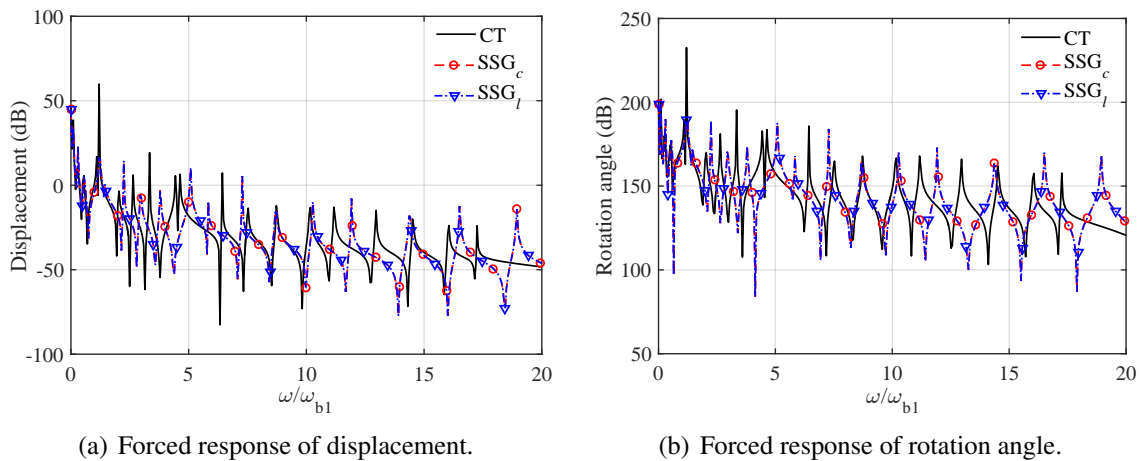 100
50
0
-50
-100
Displacement (dB)
0
5
10
15
20
ω/ω_b1
CT
SSG_c
SSG_l
250
200
150
100
50
Rotation angle (dB)
0
5
10
15
20
ω/ω_b1
CT
SSG_c
SSG_l
(a) Forced response of displacement.
(b) Forced response of rotation angle.